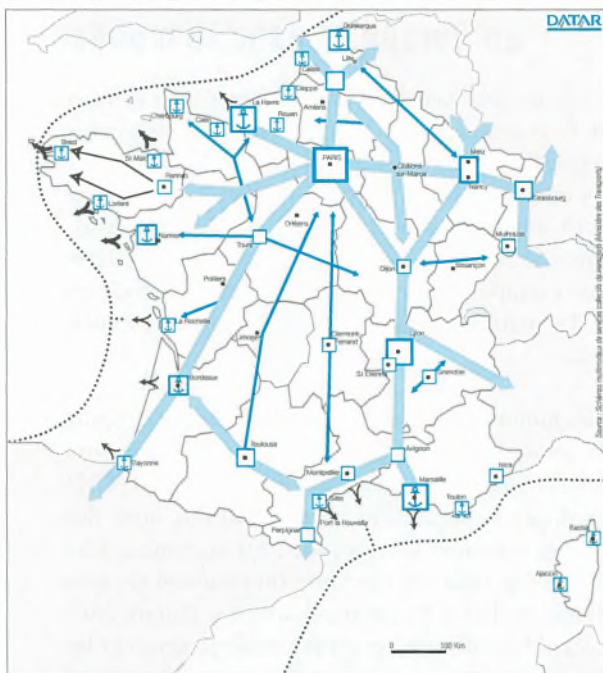 DATAR
Dunkerque
Lille
Calais
Dieppe
Amiens
Cherbourg
La Havre
Rouen
Caen
Brest
St Malo
Rennes
PARIS
Châlons
sur-Marne
Metz
Nancy
Strasbourg
Lorient
Nantes
Orléans
Tours
Mulhouse
Dijon
Besançon
Poitiers
La Rochelle
Limoges
Clermont
Ferrand
Lyon
St Etienne
Grenoble
Bordeaux
Toulouse
Avignon
Bayonne
Montpellier
Marseille
Nice
Sète
Toulon
Port la Nouvelle
Perpignan
Bastia
Ajaccio
0 100 Km